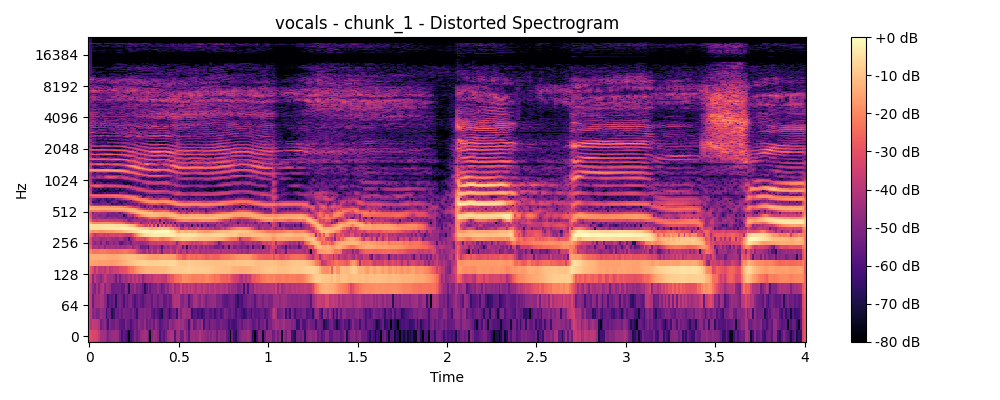 vocals - chunk_1 - Distorted Spectrogram
Hz
16384
8192
4096
2048
1024
512
256
128
64
0
0
0.5
1
1.5
2
2.5
3
3.5
4
Time
+0 dB
-10 dB
-20 dB
-30 dB
-40 dB
-50 dB
-60 dB
-70 dB
-80 dB